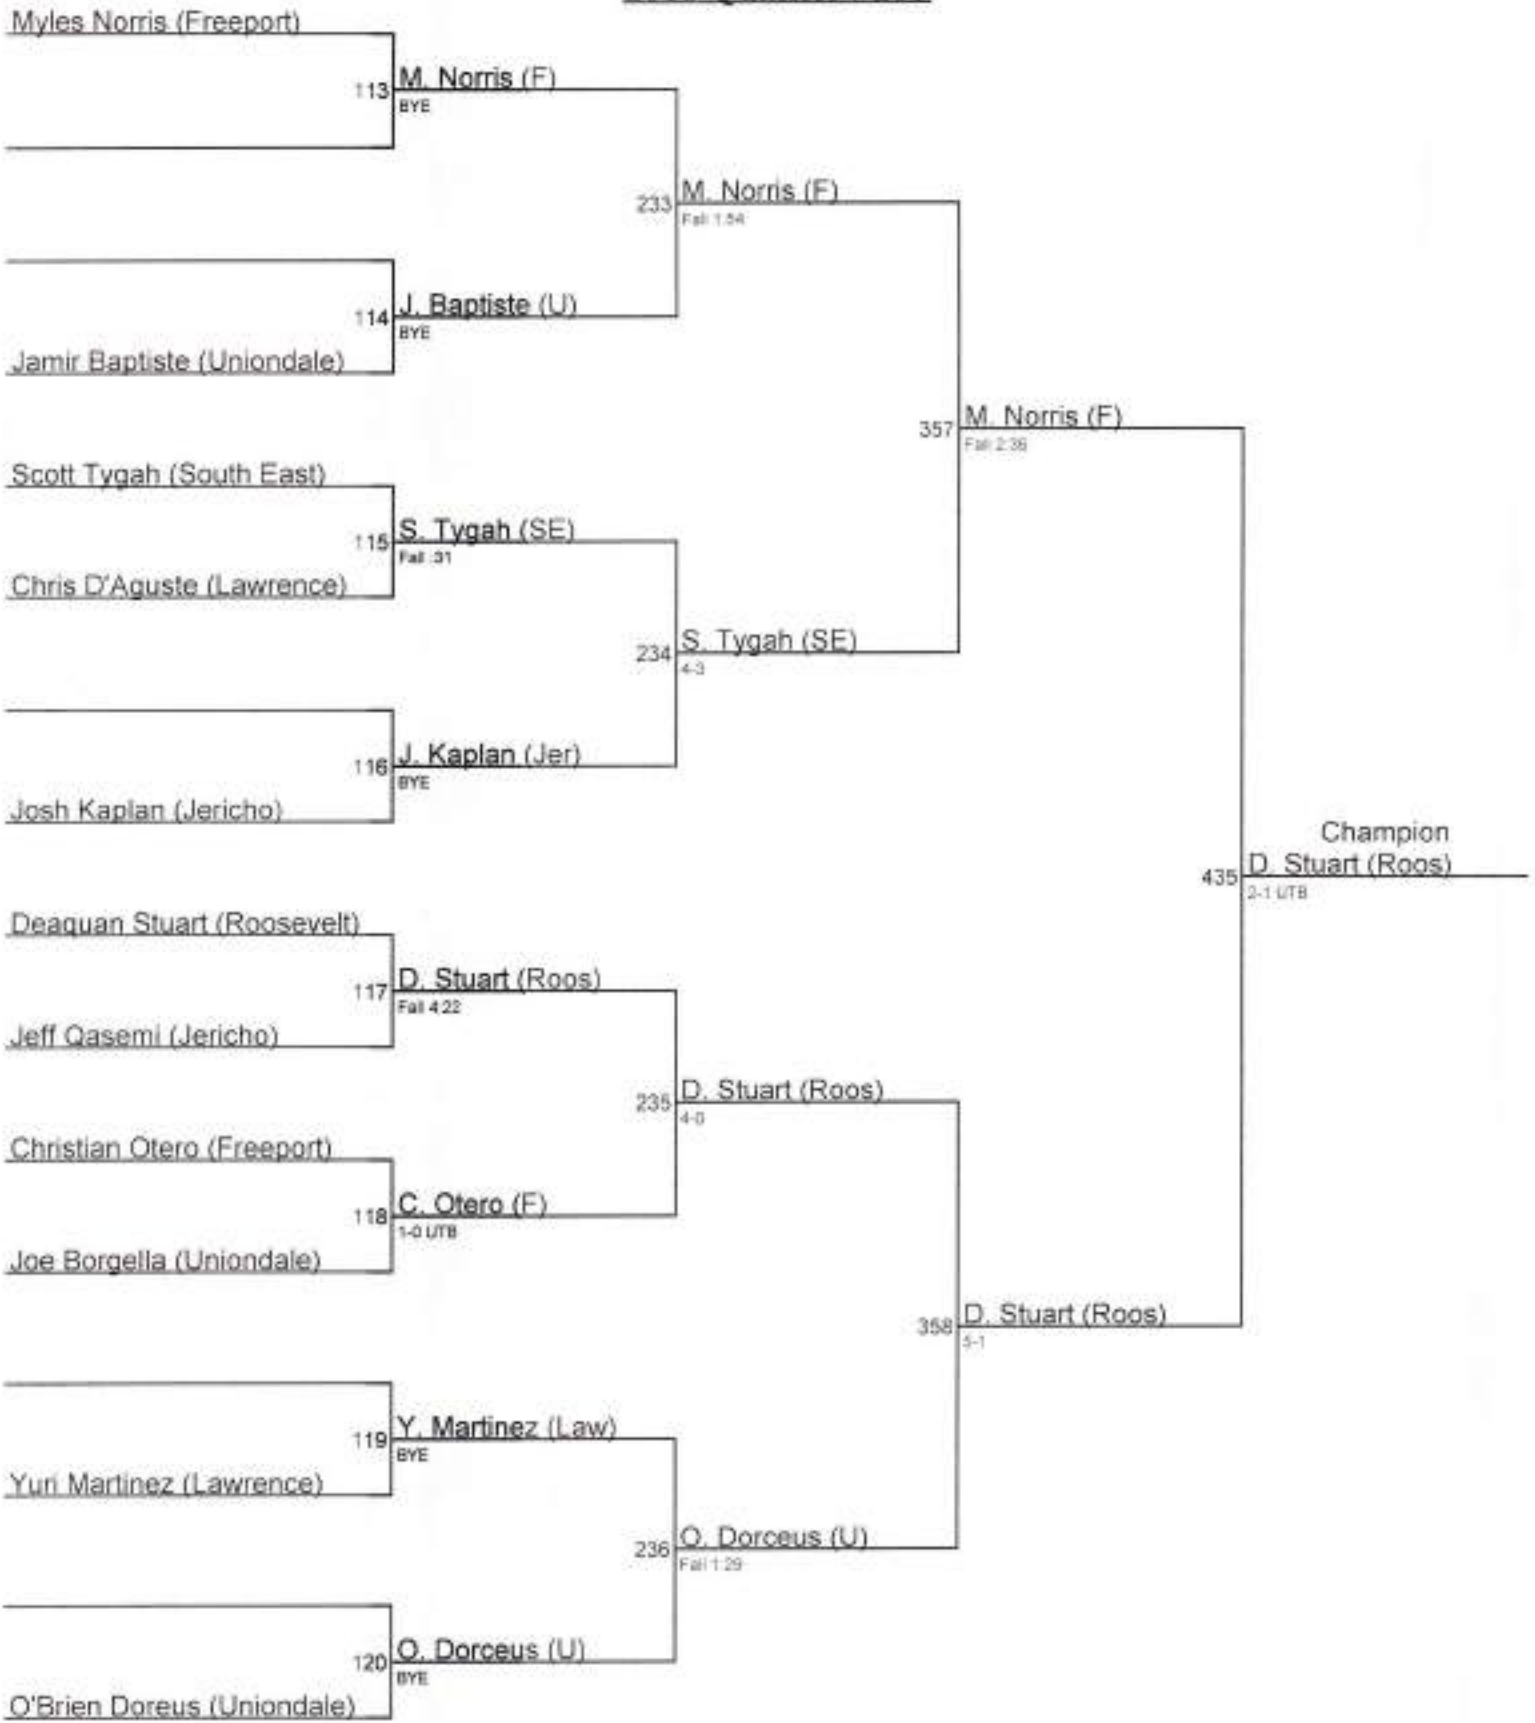 Myles Norris (Freeport)
113
M. Norris (F)
BYE
233
M. Norris (F)
Fall 1:54
114
J. Baptiste (U)
BYE
Jamir Baptiste (Uniondale)
357
M. Norris (F)
Fall 2:36
Scott Tygah (South East)
115
S. Tygah (SE)
Fall :31
Chris D'Aguste (Lawrence)
234
S. Tygah (SE)
4-3
116
J. Kaplan (Jer)
BYE
Josh Kaplan (Jericho)
Champion
435
D. Stuart (Roos)
2-1 UTB
Deaquan Stuart (Roosevelt)
117
D. Stuart (Roos)
Fall 4:22
Jeff Qasemi (Jericho)
235
D. Stuart (Roos)
4-0
Christian Otero (Freeport)
118
C. Otero (F)
1-0 UTB
Joe Borgella (Uniondale)
358
D. Stuart (Roos)
5-1
119
Y. Martinez (Law)
BYE
Yuri Martinez (Lawrence)
236
O. Dorceus (U)
Fall 1:29
120
O. Dorceus (U)
BYE
O'Brien Doreus (Uniondale)